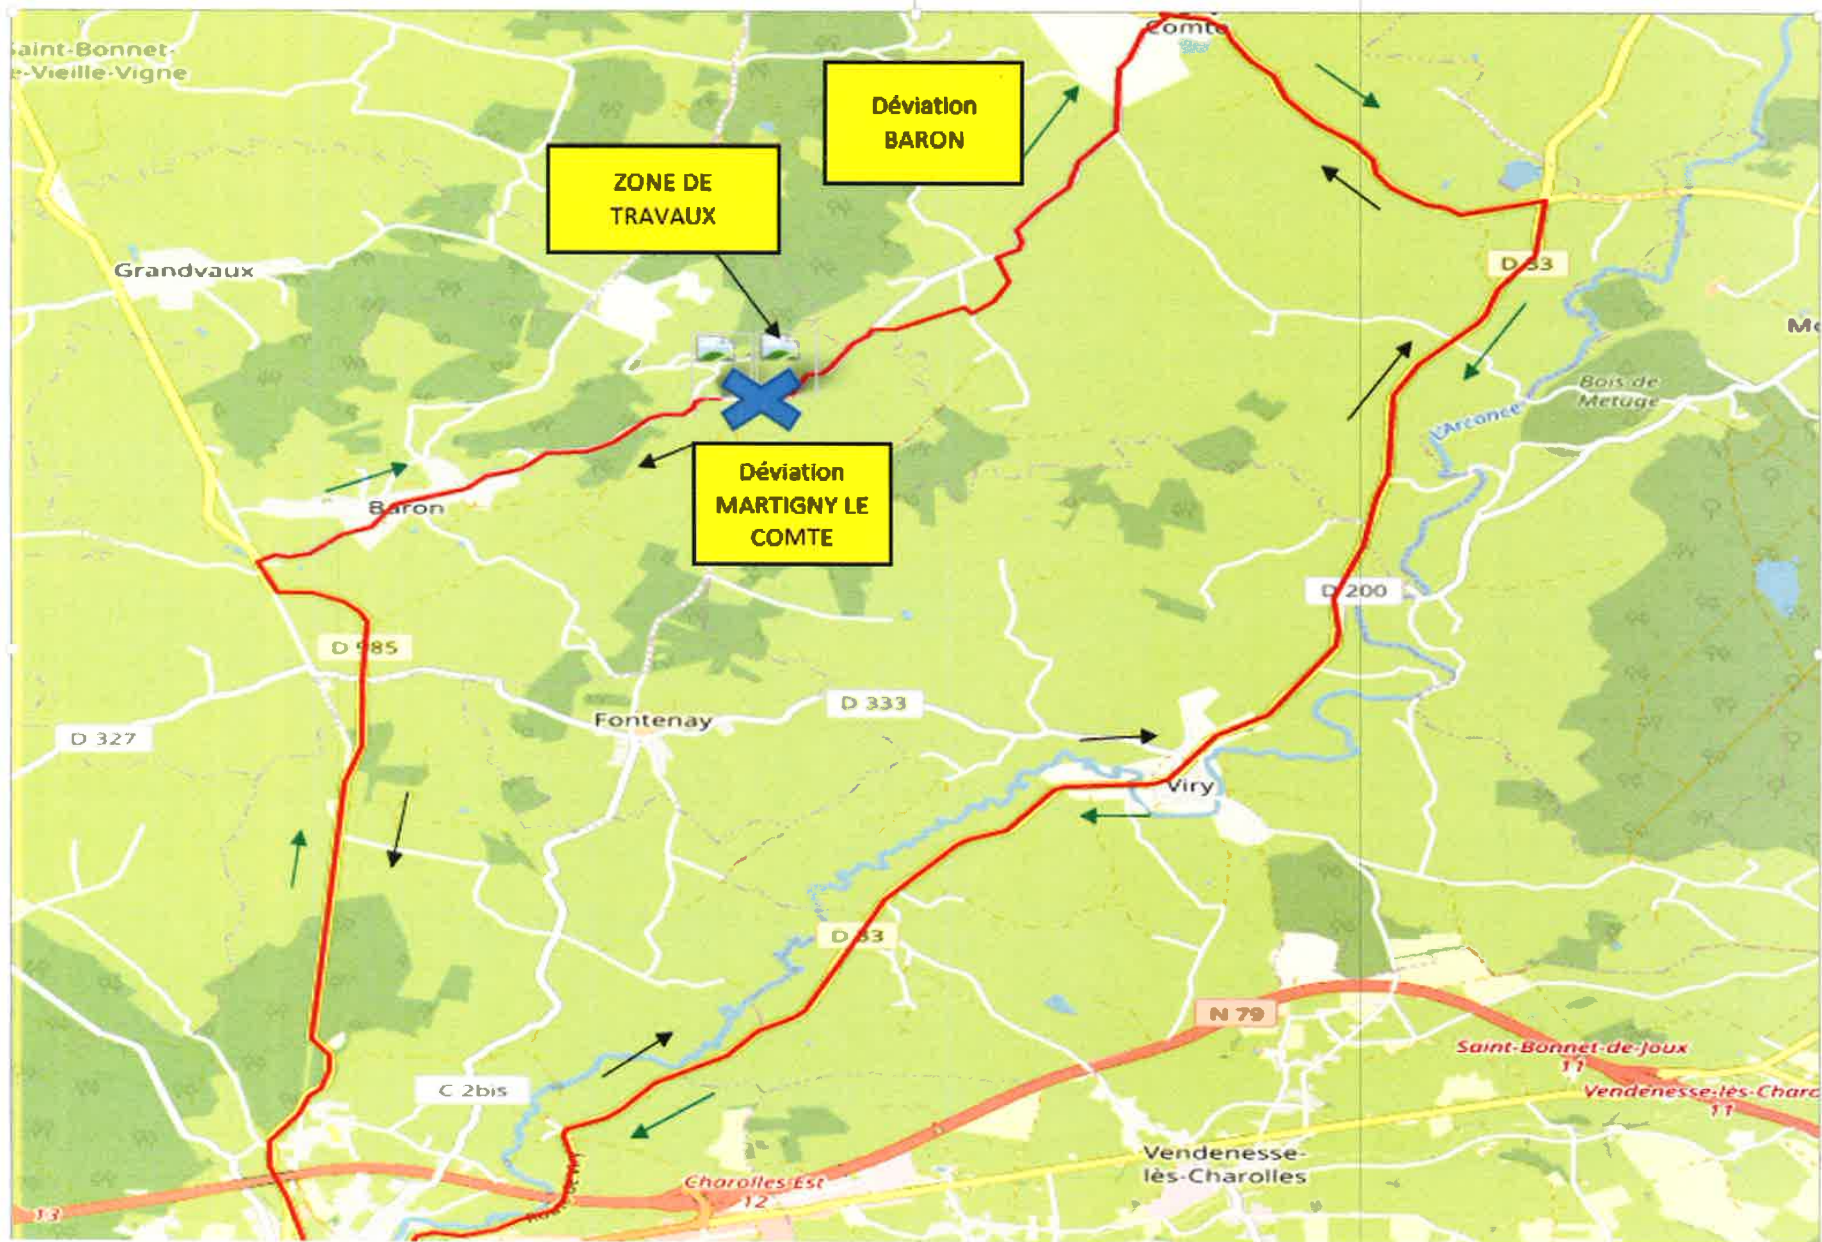 Saint-Bonnet-
e-Vieille-Vigne
Comte
Déviation
BARON
ZONE DE
TRAVAUX
Grandvaux
D 33
Bois de
Metuge
L'Arconce
Déviation
MARTIGNY LE
COMTE
Baron
D 200
D 985
D 333
Fontenay
D 327
Viry
D 33
N 79
Saint-Bonnet-de-Joux
11
Vendenesse-lès-Charo
11
C 2bis
Vendenesse-
lès-Charolles
Charolles Est
12
13